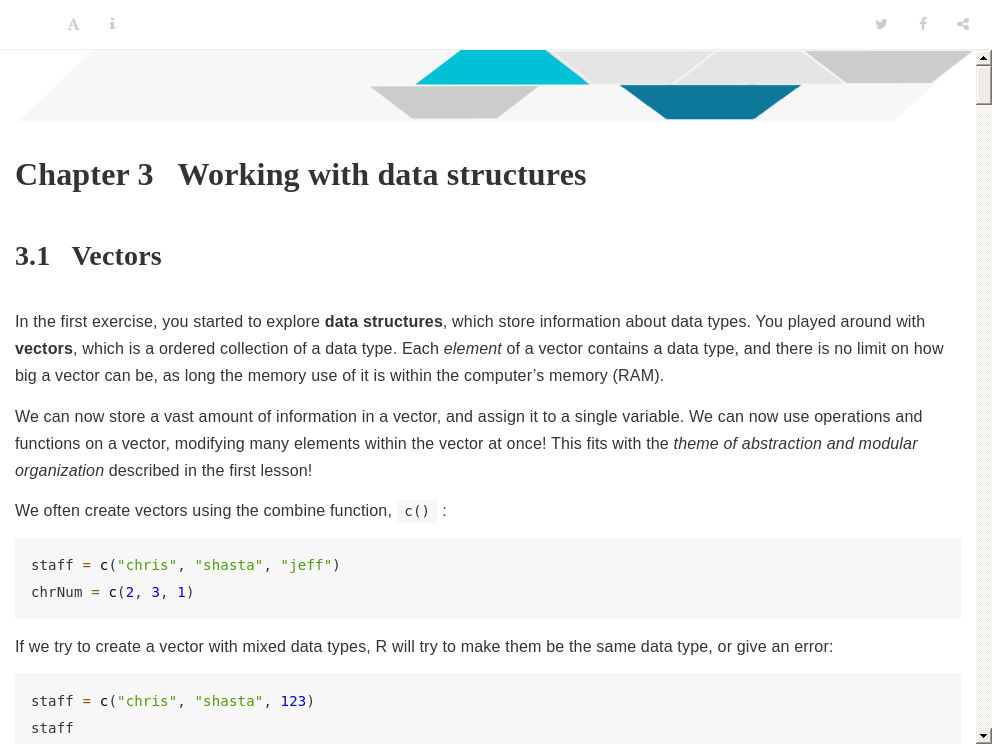 Chapter 3 Working with data structures
3.1 Vectors
In the first exercise, you started to explore data structures, which store information about data types. You played around with
vectors, which is a ordered collection of a data type. Each element of a vector contains a data type, and there is no limit on how
big a vector can be, as long the memory use of it is within the computer’s memory (RAM).
We can now store a vast amount of information in a vector, and assign it to a single variable. We can now use operations and
functions on a vector, modifying many elements within the vector at once! This fits with the theme of abstraction and modular
organization described in the first lesson!
We often create vectors using the combine function, c() :
staff = c("chris", "shasta", "jeff")
chrNum = c(2, 3, 1)
If we try to create a vector with mixed data types, R will try to make them be the same data type, or give an error:
staff = c("chris", "shasta", 123)
staff